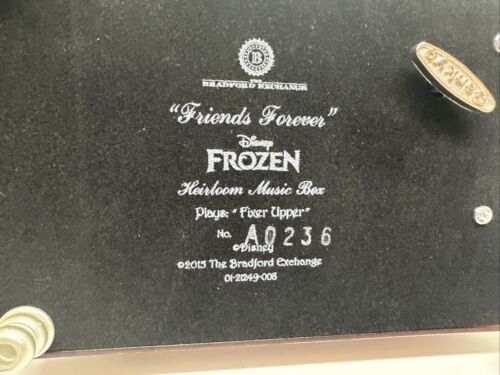 B
THE
BRADFORD EXCHANGE
"Friends Forever"
Disney
FROZEN
Heirloom Music Box
Plays: "Fixer Upper"
No. A0236
©Disney
©2015 The Bradford Exchange
01-21249-008
SANKYO